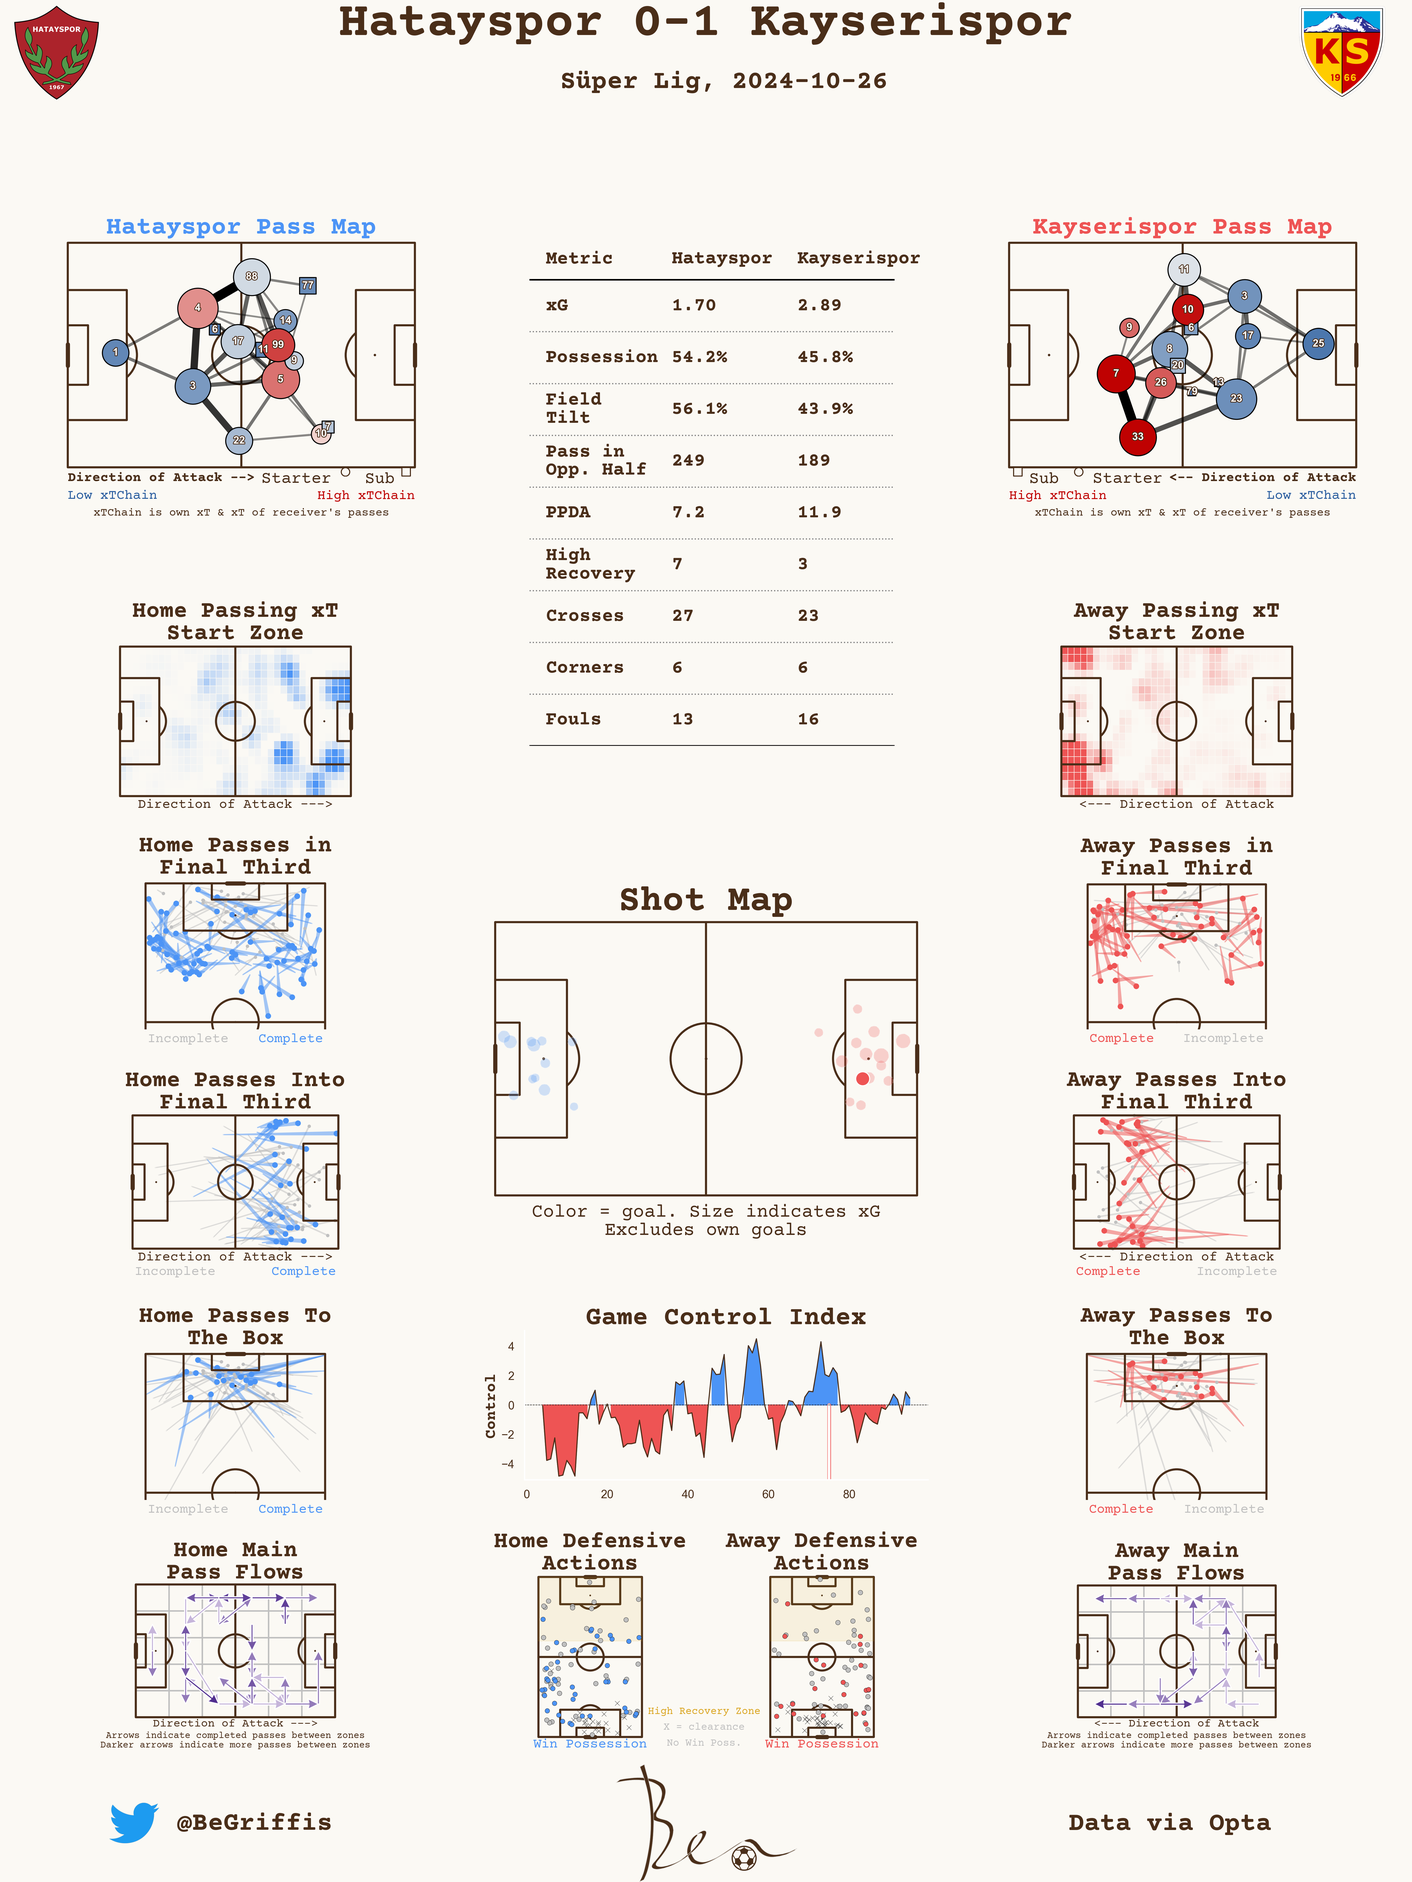 Hatayspor 0-1 Kayserispor
Süper Lig, 2024-10-26
HATAYSPOR
1967
KS
1966
Hatayspor Pass Map
88
77
4
6
14
17
11
99
9
1
3
5
22
10
7
Direction of Attack --> Starter Sub
Low xTChain High xTChain
xTChain is own xT & xT of receiver's passes
Metric Hatayspor Kayserispor
xG 1.70 2.89
Possession 54.2% 45.8%
Field
Tilt 56.1% 43.9%
Pass in
Opp. Half 249 189
PPDA 7.2 11.9
High
Recovery 7 3
Crosses 27 23
Corners 6 6
Fouls 13 16
Kayserispor Pass Map
11
3
10
9
6
17
25
8
20
7
26
13
79
23
33
Sub Starter <-- Direction of Attack
High xTChain Low xTChain
xTChain is own xT & xT of receiver's passes
Home Passing xT
Start Zone
Direction of Attack --->
Away Passing xT
Start Zone
<--- Direction of Attack
Home Passes in
Final Third
Incomplete Complete
Away Passes in
Final Third
Complete Incomplete
Shot Map
Color = goal. Size indicates xG
Excludes own goals
Home Passes Into
Final Third
Direction of Attack --->
Incomplete Complete
Away Passes Into
Final Third
<--- Direction of Attack
Complete Incomplete
Home Passes To
The Box
Incomplete Complete
Game Control Index
Control
4
2
0
−2
−4
0 20 40 60 80
Away Passes To
The Box
Complete Incomplete
Home Main
Pass Flows
Direction of Attack --->
Arrows indicate completed passes between zones
Darker arrows indicate more passes between zones
Home Defensive
Actions
Win Possession
High Recovery Zone
X = clearance
No Win Poss.
Away Defensive
Actions
Win Possession
Away Main
Pass Flows
<--- Direction of Attack
Arrows indicate completed passes between zones
Darker arrows indicate more passes between zones
@BeGriffis
Ben
Data via Opta